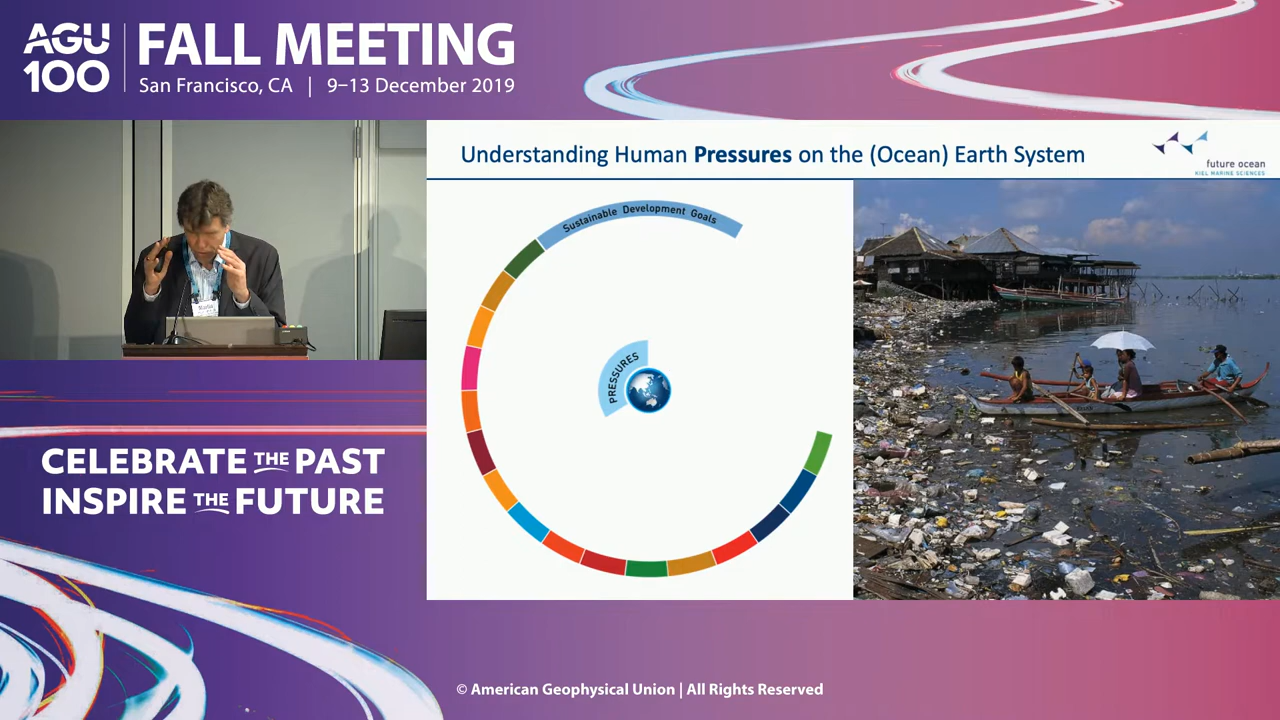 AGU
100
FALL MEETING
San Francisco, CA | 9–13 December 2019
Understanding Human Pressures on the (Ocean) Earth System
future ocean
KIEL MARINE SCIENCES
Sustainable Development Goals
PRESSURES
CELEBRATE THE PAST
INSPIRE THE FUTURE
© American Geophysical Union | All Rights Reserved